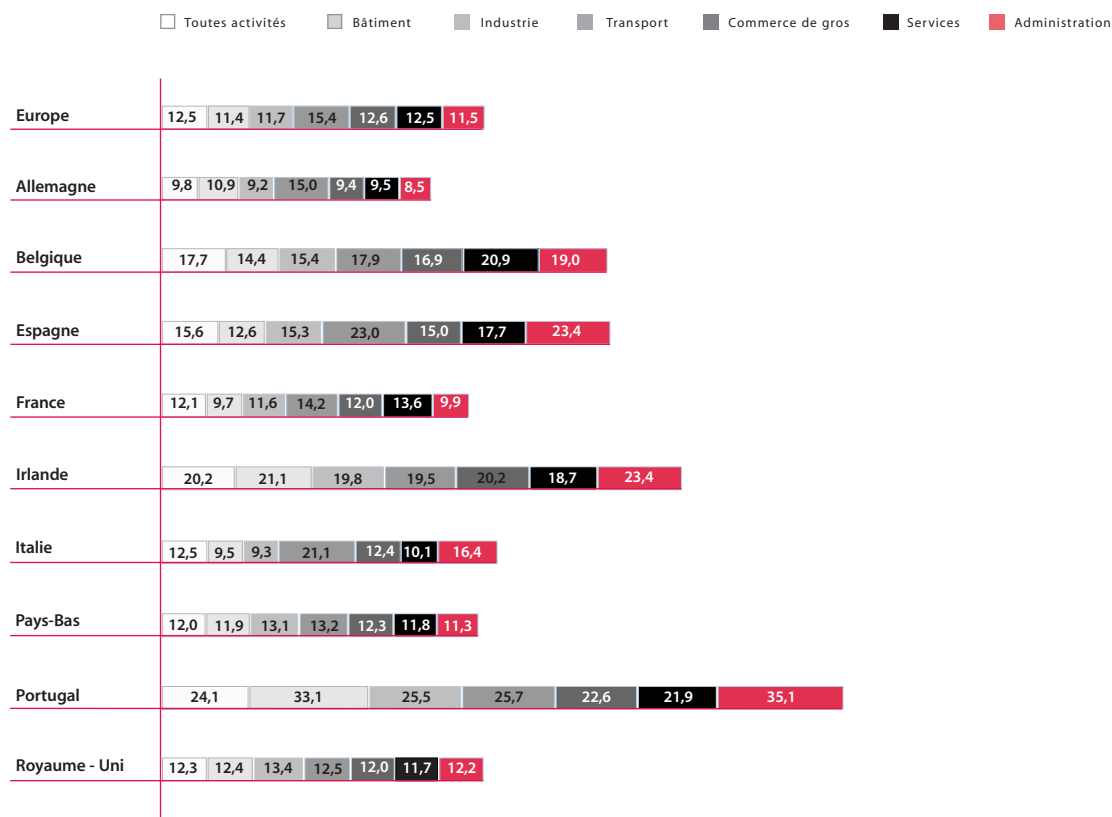 Toutes activités Bâtiment Industrie Transport Commerce de gros Services Administration
Europe 12,5 11,4 11,7 15,4 12,6 12,5 11,5
Allemagne 9,8 10,9 9,2 15,0 9,4 9,5 8,5
Belgique 17,7 14,4 15,4 17,9 16,9 20,9 19,0
Espagne 15,6 12,6 15,3 23,0 15,0 17,7 23,4
France 12,1 9,7 11,6 14,2 12,0 13,6 9,9
Irlande 20,2 21,1 19,8 19,5 20,2 18,7 23,4
Italie 12,5 9,5 9,3 21,1 12,4 10,1 16,4
Pays-Bas 12,0 11,9 13,1 13,2 12,3 11,8 11,3
Portugal 24,1 33,1 25,5 25,7 22,6 21,9 35,1
Royaume - Uni 12,3 12,4 13,4 12,5 12,0 11,7 12,2